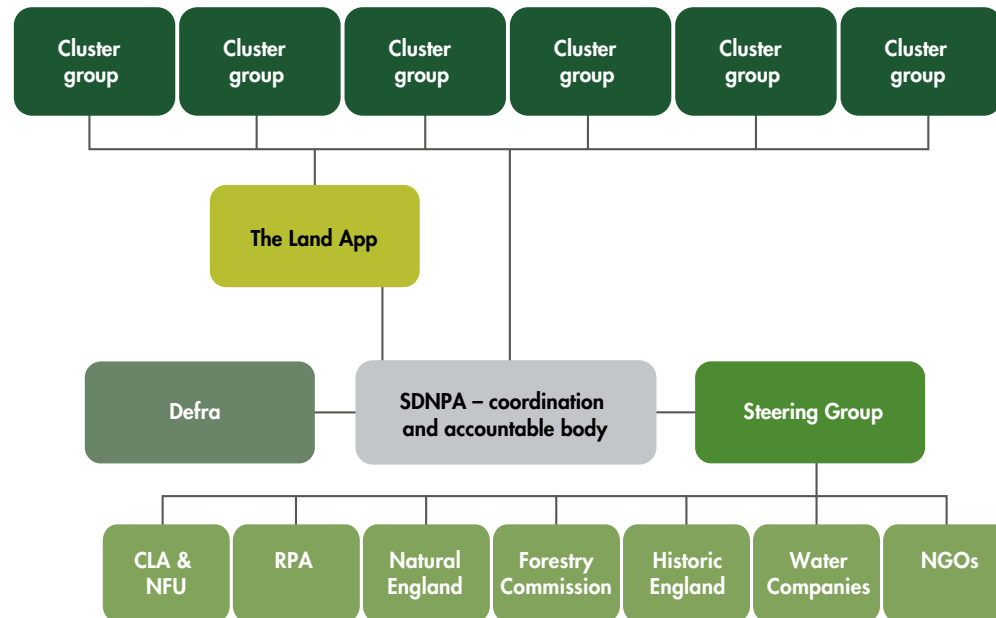 Cluster
group
Cluster
group
Cluster
group
Cluster
group
Cluster
group
Cluster
group
The Land App
Defra
SDNPA – coordination
and accountable body
Steering Group
CLA &
NFU
RPA
Natural
England
Forestry
Commission
Historic
England
Water
Companies
NGOs